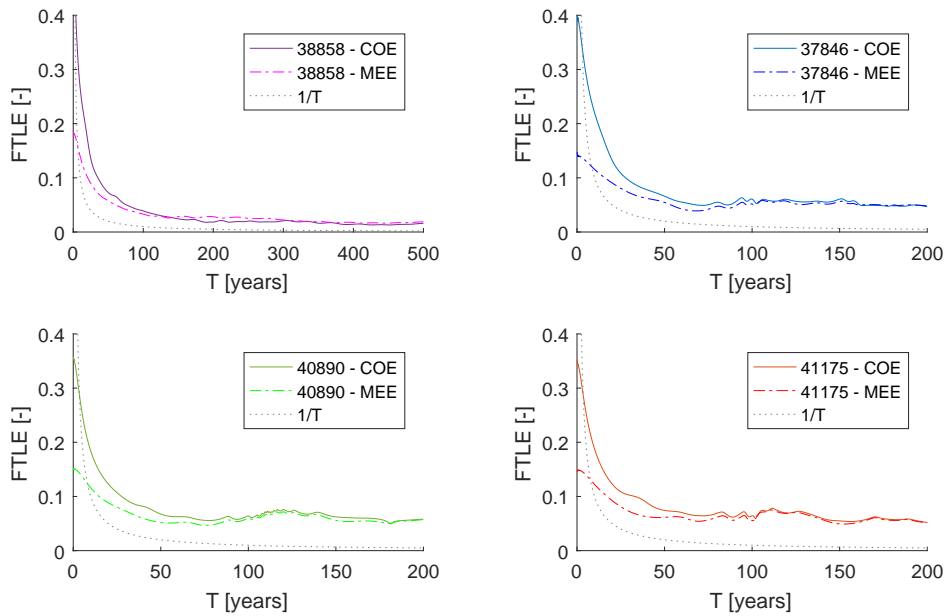 0.4
0.3
0.2
0.1
0
FTLE [-]
38858 - COE
38858 - MEE
1/T
0 100 200 300 400 500
T [years]
0.4
0.3
0.2
0.1
0
FTLE [-]
37846 - COE
37846 - MEE
1/T
0 50 100 150 200
T [years]
0.4
0.3
0.2
0.1
0
FTLE [-]
40890 - COE
40890 - MEE
1/T
0 50 100 150 200
T [years]
0.4
0.3
0.2
0.1
0
FTLE [-]
41175 - COE
41175 - MEE
1/T
0 50 100 150 200
T [years]